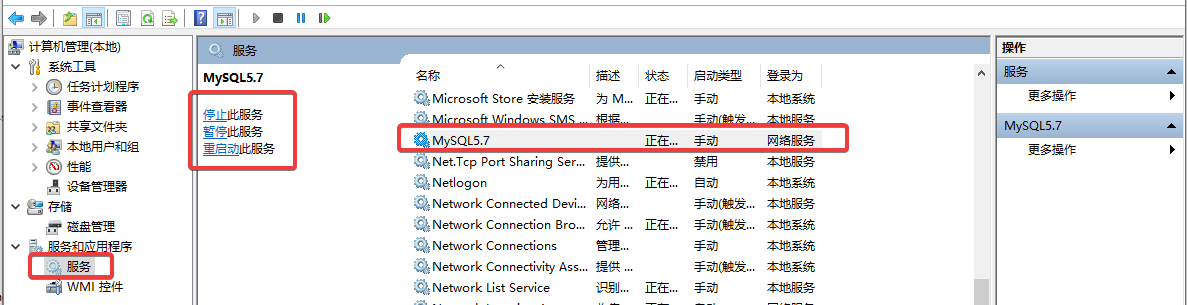 计算机管理(本地)
系统工具
任务计划程序
事件查看器
共享文件夹
本地用户和组
性能
设备管理器
存储
磁盘管理
服务和应用程序
服务
WMI 控件
服务
MySQL5.7
停止此服务
暂停此服务
重启动此服务
名称 描述 状态 启动类型 登录为
Microsoft Store 安装服务 为 M... 正在... 手动 本地系统
Microsoft Windows SMS ... 根据... 手动(触发... 本地系统
MySQL5.7 正在... 手动 网络服务
Net.Tcp Port Sharing Ser... 提供... 禁用 本地服务
Netlogon 为用... 正在... 自动 本地系统
Network Connected Devi... 网络... 手动(触发... 本地服务
Network Connection Bro... 允许 ... 正在... 手动(触发... 本地系统
Network Connections 管理... 手动 本地系统
Network Connectivity Ass... 提供 ... 手动(触发... 本地系统
Network List Service 识别... 正在... 手动 本地服务
操作
服务
更多操作
MySQL5.7
更多操作